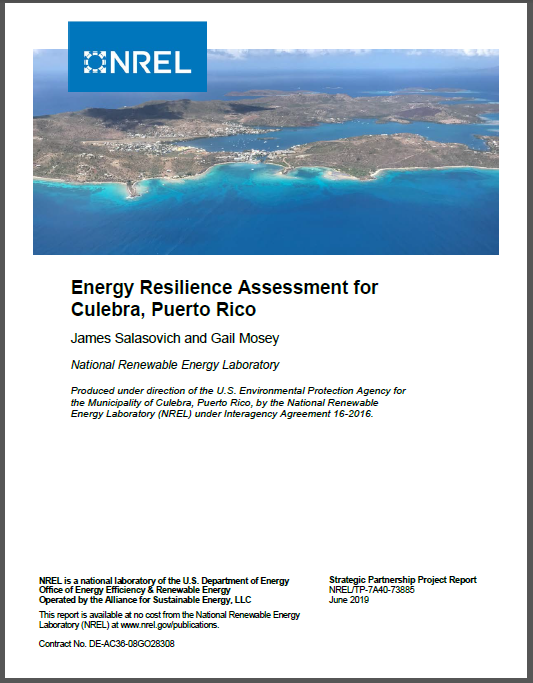 NREL
Energy Resilience Assessment for
Culebra, Puerto Rico
James Salasovich and Gail Mosey
National Renewable Energy Laboratory
Produced under direction of the U.S. Environmental Protection Agency for
the Municipality of Culebra, Puerto Rico, by the National Renewable
Energy Laboratory (NREL) under Interagency Agreement 16-2016.
NREL is a national laboratory of the U.S. Department of Energy
Office of Energy Efficiency & Renewable Energy
Operated by the Alliance for Sustainable Energy, LLC
This report is available at no cost from the National Renewable Energy
Laboratory (NREL) at www.nrel.gov/publications.
Contract No. DE-AC36-08GO28308
Strategic Partnership Project Report
NREL/TP-7A40-73885
June 2019